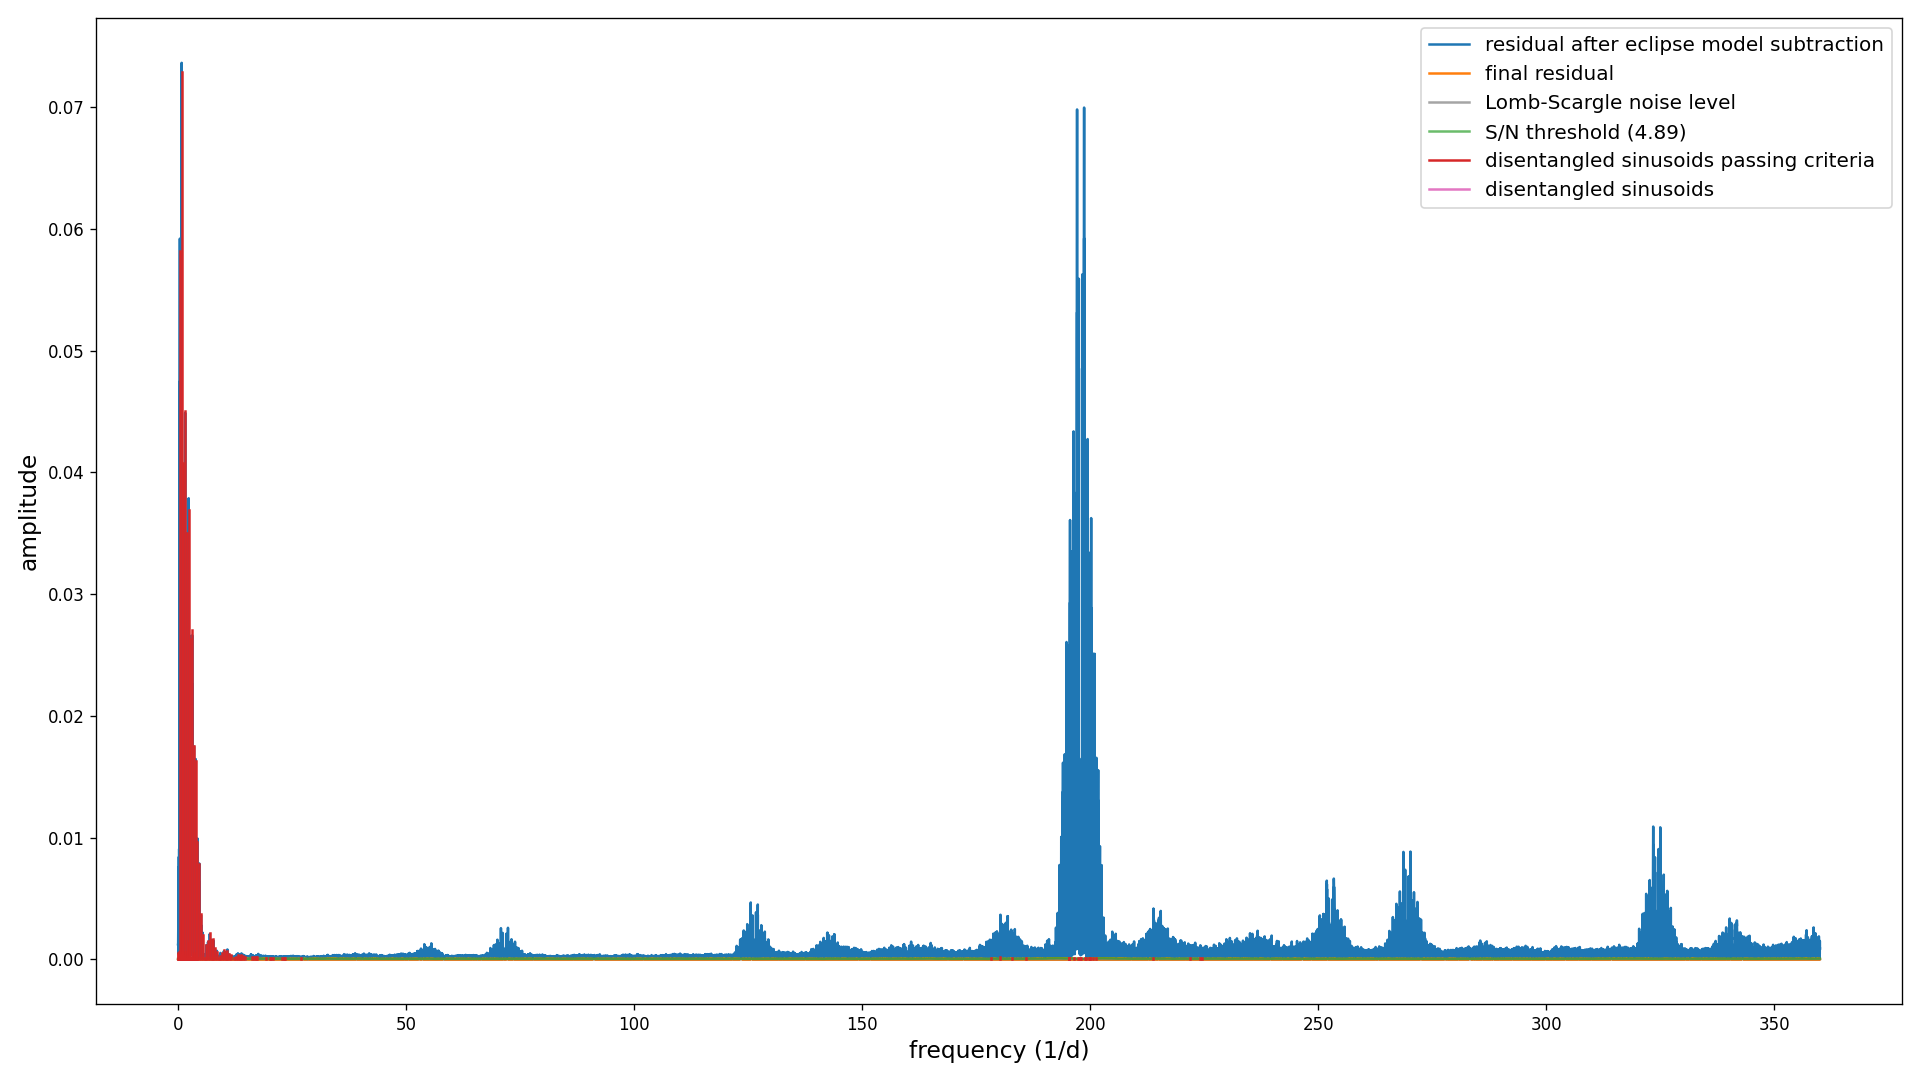 residual after eclipse model subtraction
final residual
Lomb-Scargle noise level
S/N threshold (4.89)
disentangled sinusoids passing criteria
disentangled sinusoids
0.07
0.06
0.05
0.04
0.03
0.02
0.01
0.00
amplitude
0 50 100 150 200 250 300 350
frequency (1/d)